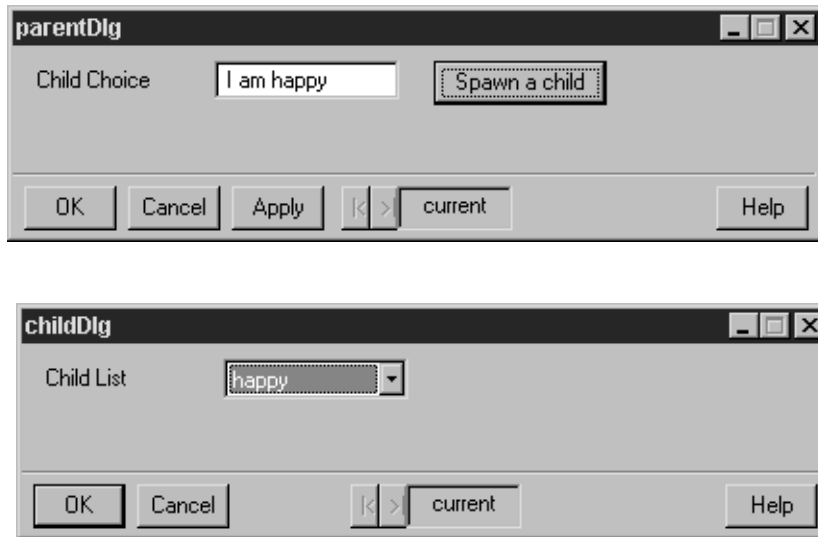 parentDlg
Child Choice I am happy Spawn a child
OK Cancel Apply |< >| current Help
childDlg
Child List happy
OK Cancel |< >| current Help